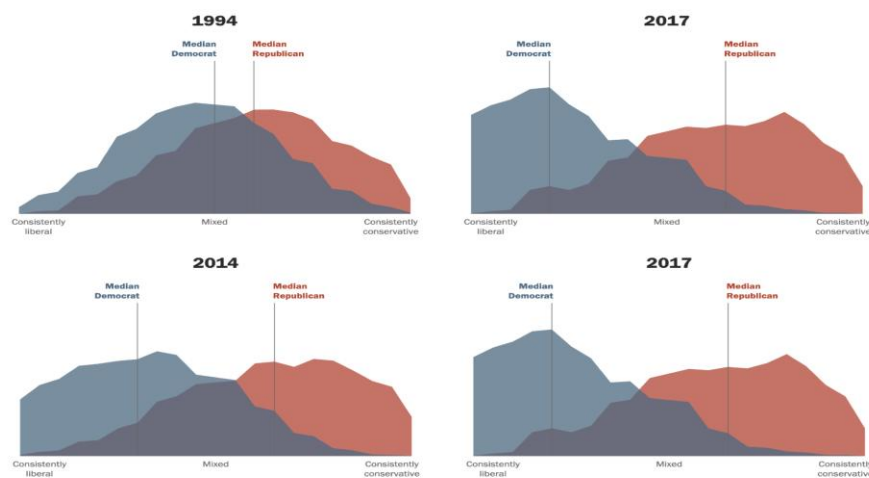 1994
Median
Democrat
Median
Republican
Consistently
liberal
Mixed
Consistently
conservative
2017
Median
Democrat
Median
Republican
Consistently
liberal
Mixed
Consistently
conservative
2014
Median
Democrat
Median
Republican
Consistently
liberal
Mixed
Consistently
conservative
2017
Median
Democrat
Median
Republican
Consistently
liberal
Mixed
Consistently
conservative